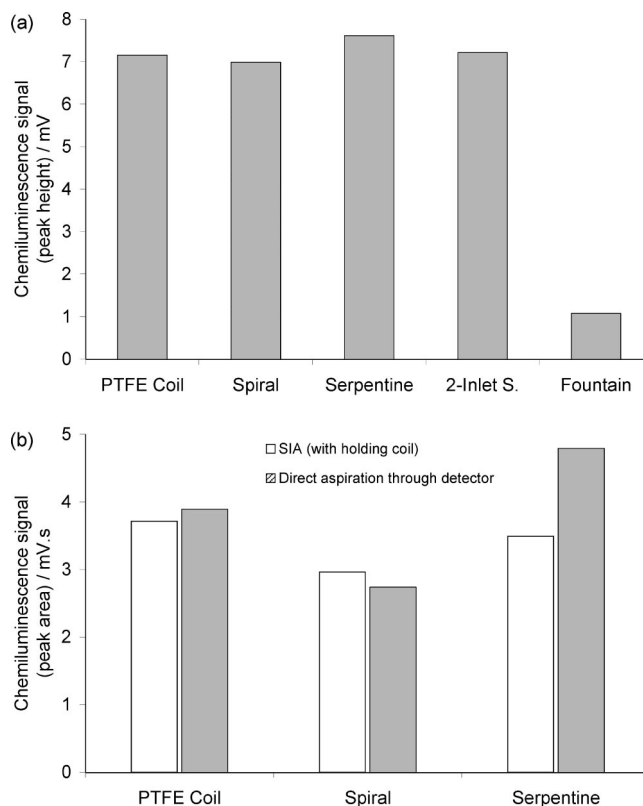 (a)
Chemiluminescence signal
(peak height) / mV
8
7
6
5
4
3
2
1
0
PTFE Coil Spiral Serpentine 2-Inlet S. Fountain
(b)
Chemiluminescence signal
(peak area) / mV.s
5
4
3
2
1
0
SIA (with holding coil)
Direct aspiration through detector
PTFE Coil Spiral Serpentine